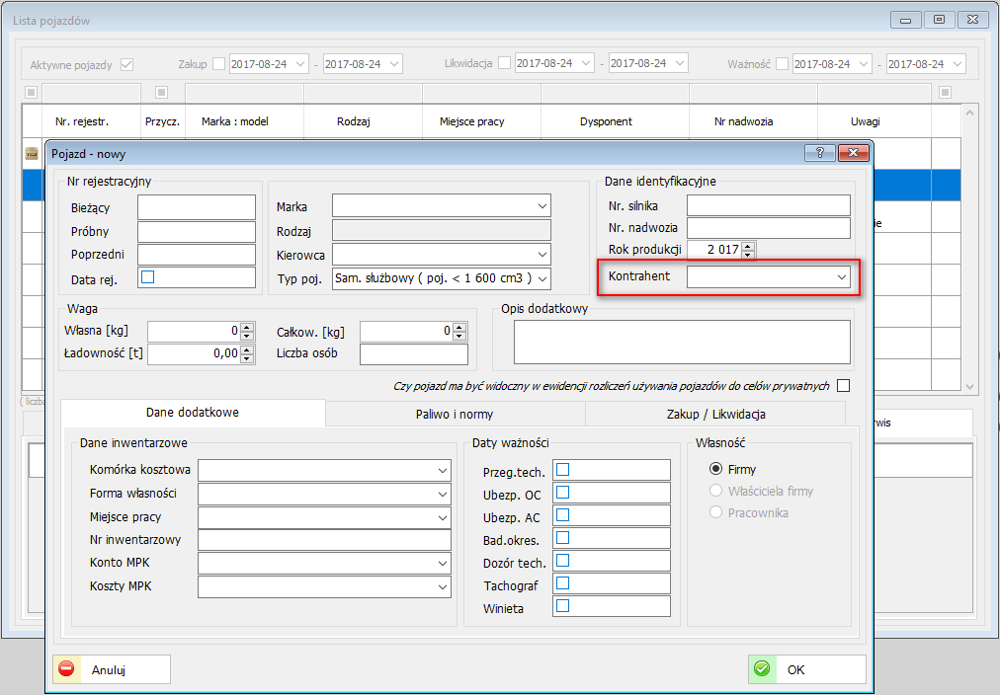 Lista pojazdów
Aktywne pojazdy Zakup 2017-08-24 - 2017-08-24 Likwidacja 2017-08-24 - 2017-08-24 Ważność 2017-08-24 - 2017-08-24
Nr. rejestr. Przycz. Marka : model Rodzaj Miejsce pracy Dysponent Nr nadwozia Uwagi
Pojazd - nowy
Nr rejestracyjny
Bieżący
Próbny
Poprzedni
Data rej.
Marka
Rodzaj
Kierowca
Typ poj. Sam. służbowy ( poj. < 1 600 cm3 )
Dane identyfikacyjne
Nr. silnika
Nr. nadwozia
Rok produkcji 2 017
Kontrahent
ie
Waga
Własna [kg] 0 Całkow. [kg] 0
Ładowność [t] 0,00 Liczba osób
Opis dodatkowy
Czy pojazd ma być widoczny w ewidencji rozliczeń używania pojazdów do celów prywatnych
( liczba
Dane dodatkowe Paliwo i normy Zakup / Likwidacja
rwis
Dane inwentarzowe
Komórka kosztowa
Forma własności
Miejsce pracy
Nr inwentarzowy
Konto MPK
Koszty MPK
Daty ważności
Przeg.tech.
Ubezp. OC
Ubezp. AC
Bad.okres.
Dozór tech.
Tachograf
Winieta
Własność
Firmy
Właściciela firmy
Pracownika
Anuluj OK